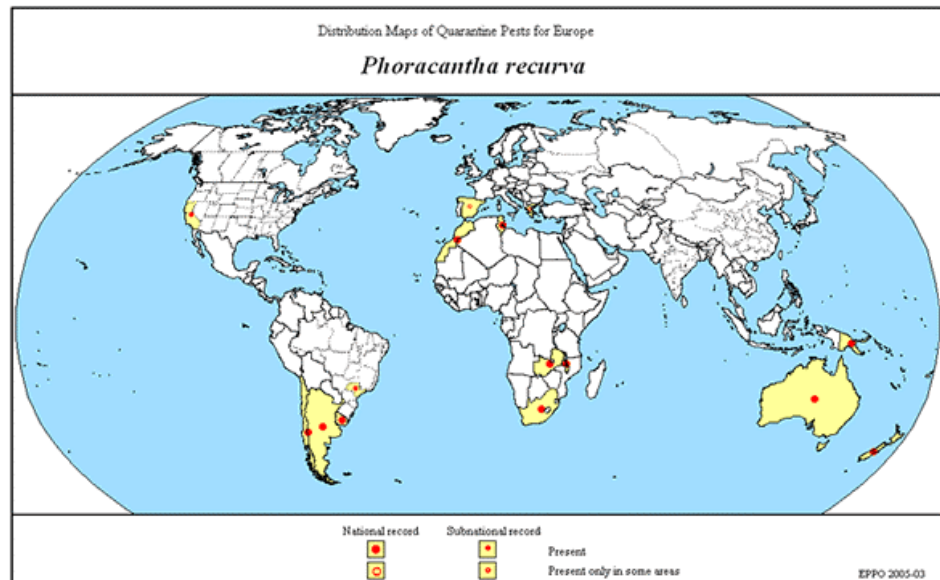 Distribution Maps of Quarantine Pests for Europe
Phoracantha recurva
National record Subnational record
Present
Present only in some areas
EPPO 2005-03